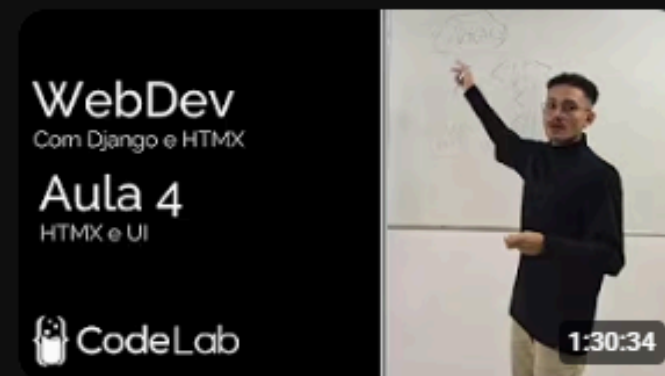 WebDev
Com Django e HTMX
Aula 4
HTMX e UI
CodeLab
1:30:34